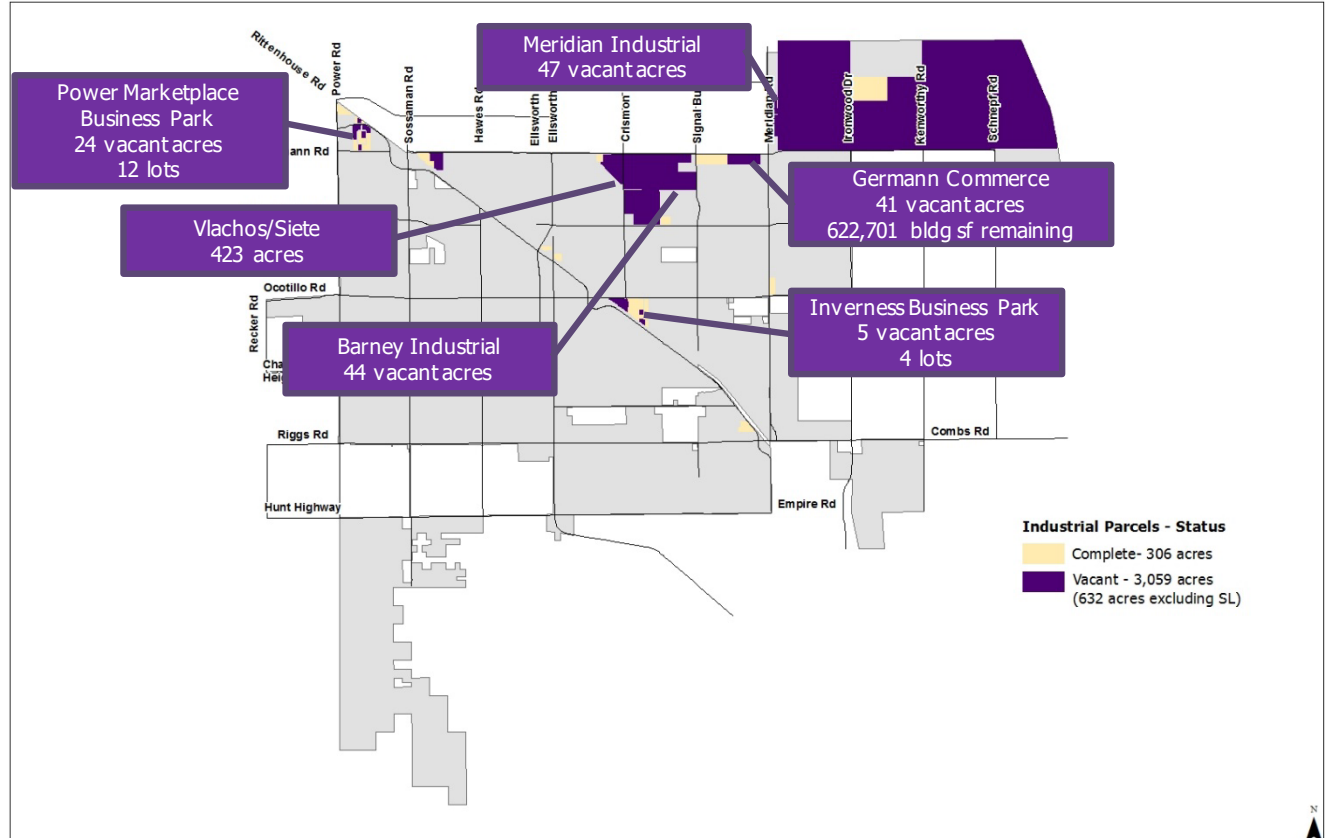 Meridian Industrial
47 vacant acres
Power Marketplace
Business Park
24 vacant acres
12 lots
Vlachos/Siete
423 acres
Barney Industrial
44 vacant acres
Germann Commerce
41 vacant acres
622,701 bldg sf remaining
Inverness Business Park
5 vacant acres
4 lots
Rittenhouse Rd
Power Rd
Sossaman Rd
Hawes R
Ellsworth
Ellsworth
Crismon
Signal Bu
Meridian Rd
Ironwood Dr
Kenworthy Rd
Schnepf Rd
ann Rd
Ocotillo Rd
Recker Rd
Cha
Hei
Riggs Rd
Combs Rd
Hunt Highway
Empire Rd
Industrial Parcels - Status
Complete- 306 acres
Vacant - 3,059 acres
(632 acres excluding SL)
N